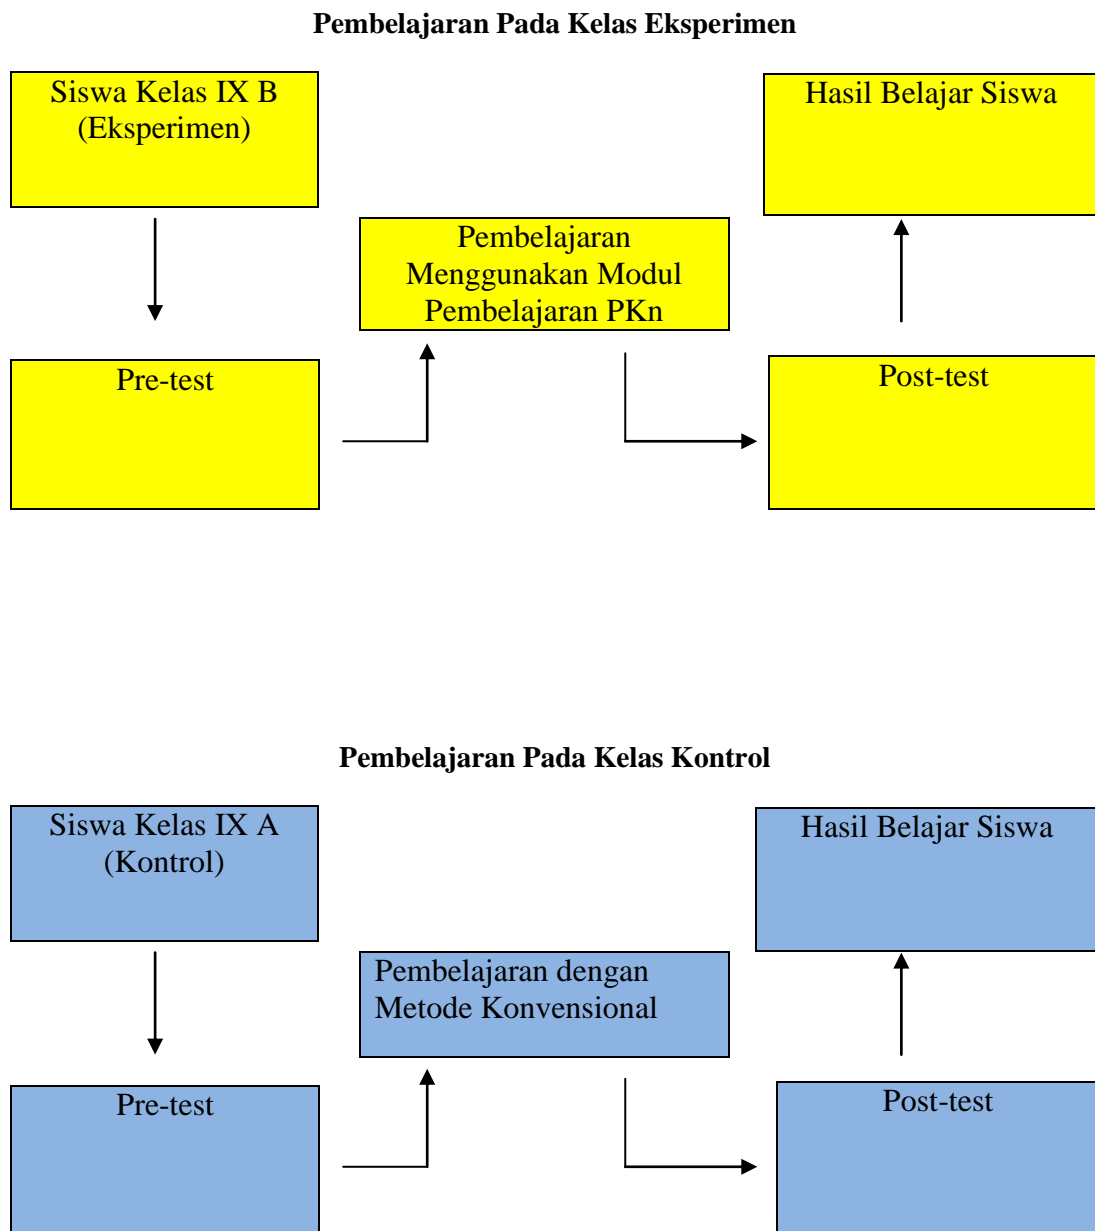 Pembelajaran Pada Kelas Eksperimen
Siswa Kelas IX B
(Eksperimen)
Hasil Belajar Siswa
Pembelajaran
Menggunakan Modul
Pembelajaran PKn
Pre-test
Post-test
Pembelajaran Pada Kelas Kontrol
Siswa Kelas IX A
(Kontrol)
Hasil Belajar Siswa
Pembelajaran dengan
Metode Konvensional
Pre-test
Post-test